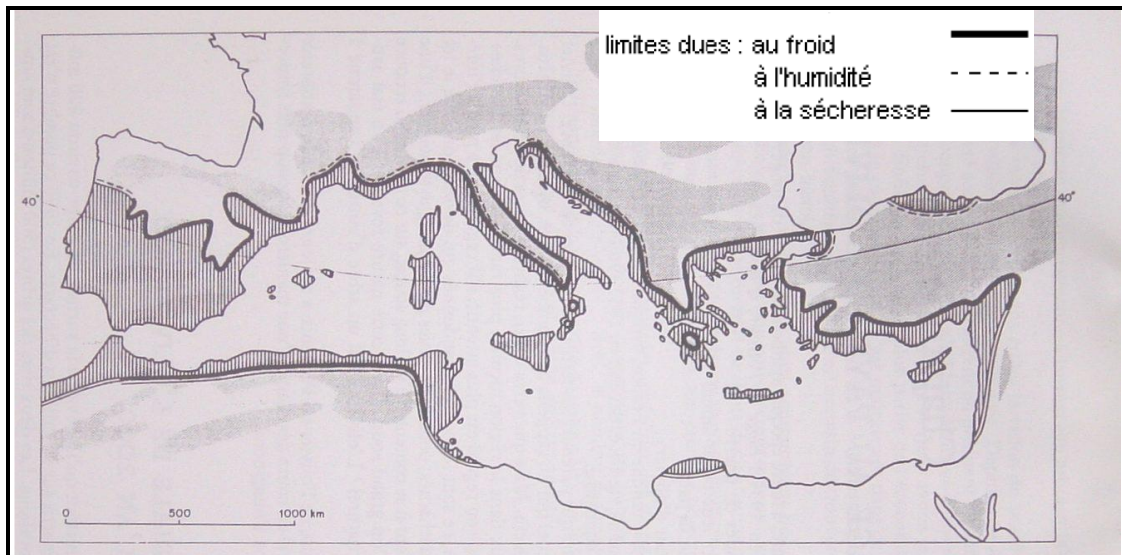 limites dues : au froid
à l'humidité
à la sécheresse
40°
40°
0 500 1000 km